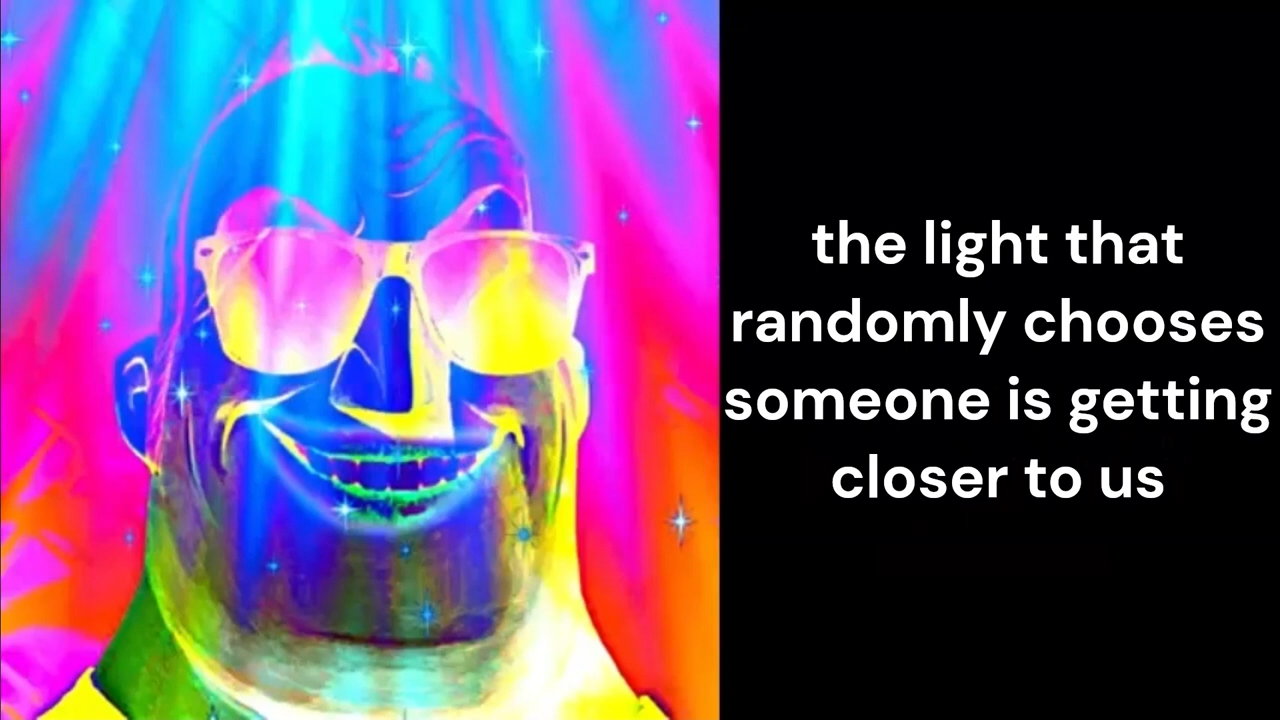 the light that
randomly chooses
someone is getting
closer to us